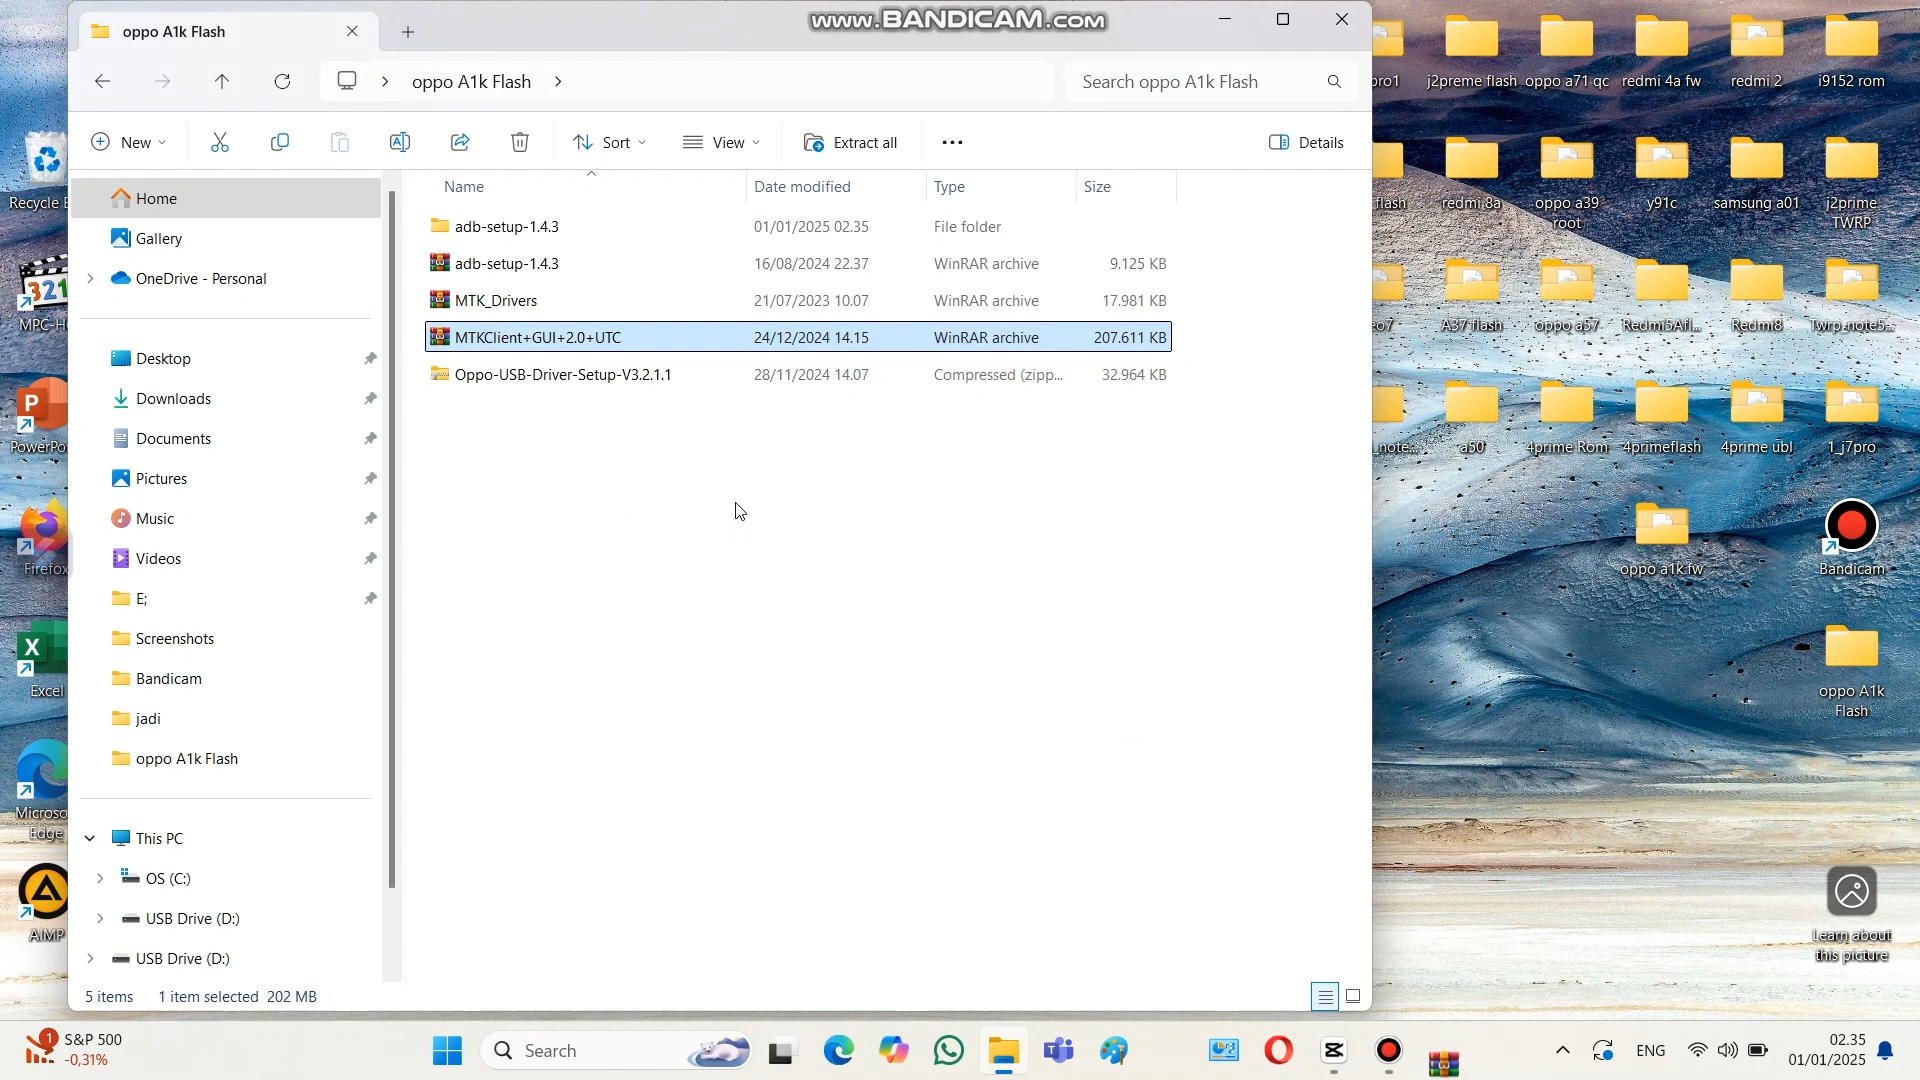 oppo A1k Flash
www.BANDICAM.com
oppo A1k Flash
Search oppo A1k Flash
New
Sort
View
Extract all
Details
Name
Date modified
Type
Size
adb-setup-1.4.3
01/01/2025 02.35
File folder
adb-setup-1.4.3
16/08/2024 22.37
WinRAR archive
9.125 KB
MTK_Drivers
21/07/2023 10.07
WinRAR archive
17.981 KB
MTKClient+GUI+2.0+UTC
24/12/2024 14.15
WinRAR archive
207.611 KB
Oppo-USB-Driver-Setup-V3.2.1.1
28/11/2024 14.07
Compressed (zipp...
32.964 KB
Home
Gallery
OneDrive - Personal
Desktop
Downloads
Documents
Pictures
Music
Videos
E;
Screenshots
Bandicam
jadi
oppo A1k Flash
This PC
OS (C:)
USB Drive (D:)
USB Drive (D:)
5 items
1 item selected 202 MB
Recycle B
321
MPC-H
PowerPo
Firefox
Excel
Microso
Edge
AIMP
pro1
j2preme flash
oppo a71 qc
redmi 4a fw
redmi 2
i9152 rom
flash
redmi 8a
oppo a39
root
y91c
samsung a01
j2prime
TWRP
eo7
A37 flash
oppo a57
Redmi5Afl...
Redmi8
Twrp_note5...
_note...
a50
4prime Rom
4primeflash
4prime ubl
1_j7pro
oppo a1k fw
Bandicam
oppo A1k
Flash
Learn about
this picture
1
S&P 500
-0,31%
Search
ENG
02.35
01/01/2025